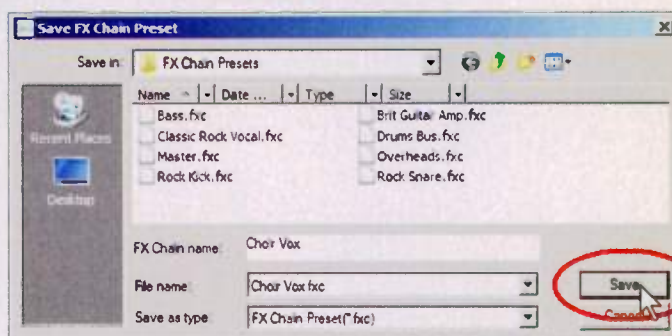 Save FX Chain Preset
Save in: FX Chain Presets
Name Date ... Type Size
Bass.fxc Brit Guitar Amp.fxc
Classic Rock Vocal.fxc Drums Bus.fxc
Master.fxc Overheads.fxc
Rock Kick.fxc Rock Snare.fxc
Recent Places
Desktop
FX Chain name: Choir Vox
File name: Choir Vox.fxc Save
Save as type: FX Chain Preset(*.fxc) Cancel